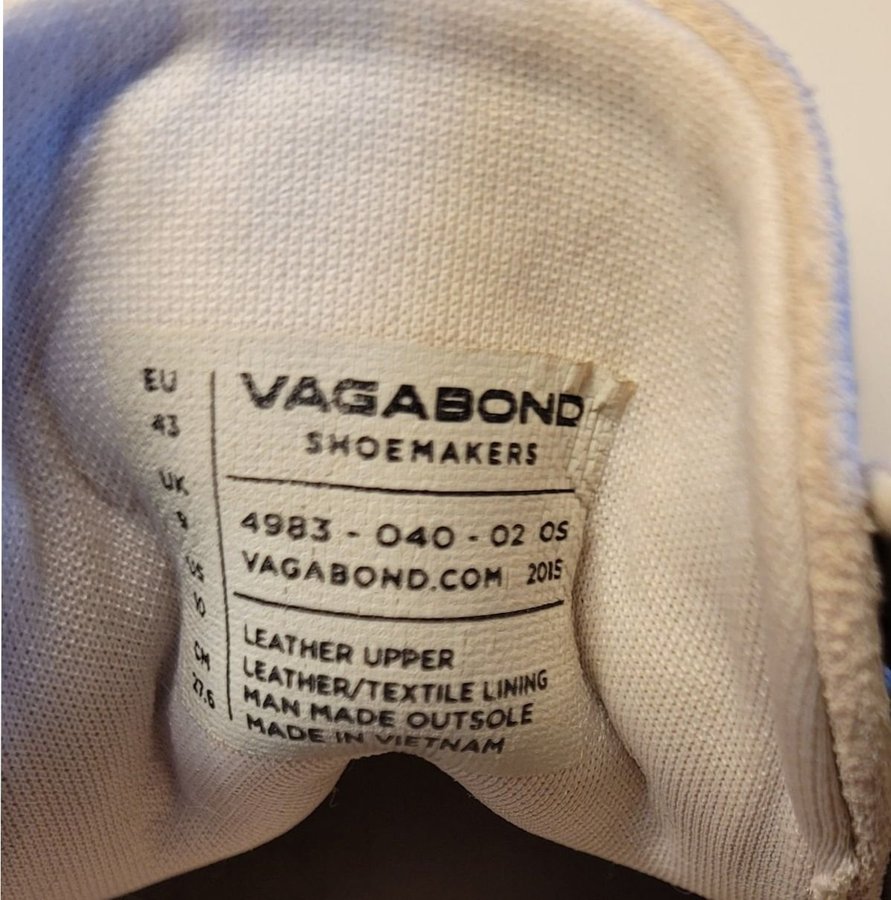 EU
43
UK
9
US
10
CM
27.6
VAGABOND
SHOEMAKERS
4983 - 040 - 02 OS
VAGABOND.COM 2015
LEATHER UPPER
LEATHER/TEXTILE LINING
MAN MADE OUTSOLE
MADE IN VIETNAM